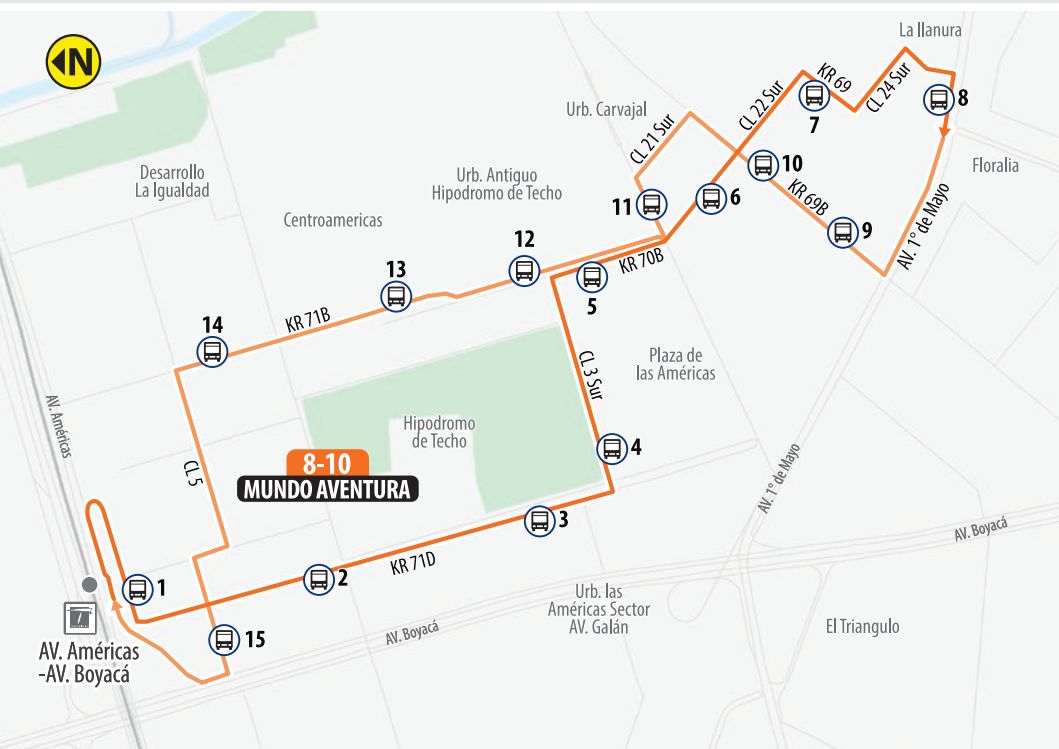 N
La llanura
KR 69
CL 24 Sur
CL 22 Sur
8
7
Urb. Carvajal
CL 21 Sur
10
Floralia
Desarrollo
La Igualdad
Urb. Antiguo
Hipodromo de Techo
KR 69B
6
11
AV. 1° de Mayo
Centroamericas
9
12
KR 70B
13
5
KR 71B
14
CL 3 Sur
Plaza de
las Américas
AV. Américas
Hipodromo
de Techo
4
8-10
MUNDO AVENTURA
CL 5
AV. 1° de Mayo
3
AV. Boyacá
KR 71D
2
1
Urb. las
Américas Sector
AV. Galán
El Triangulo
AV. Boyacá
15
AV. Américas
-AV. Boyacá